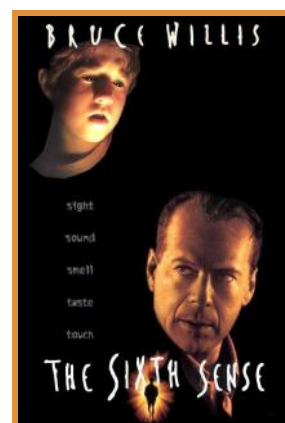 BRUCE WILLIS
sight
sound
smell
taste
touch
THE SIXTH SENSE